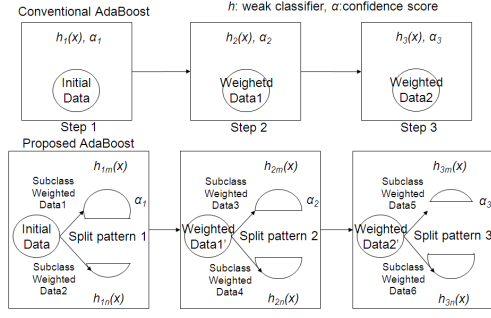 Conventional AdaBoost
h: weak classifier, α:confidence score
h1(x), α1
h2(x), α2
h3(x), α3
Initial
Data
Weighetd
Data1
Weighted
Data2
Step 1
Step 2
Step 3
Proposed AdaBoost
h1m(x)
h2m(x)
h3m(x)
Subclass
Weighted
Data1
α1
Subclass
Weighted
Data3
α2
Subclass
Weighted
Data5
α3
Initial
Data
Split pattern 1
Weighted
Data1'
Split pattern 2
Weighted
Data2'
Split pattern 3
Subclass
Weighted
Data2
Subclass
Weighted
Data4
Subclass
Weighted
Data6
h1n(x)
h2n(x)
h3n(x)